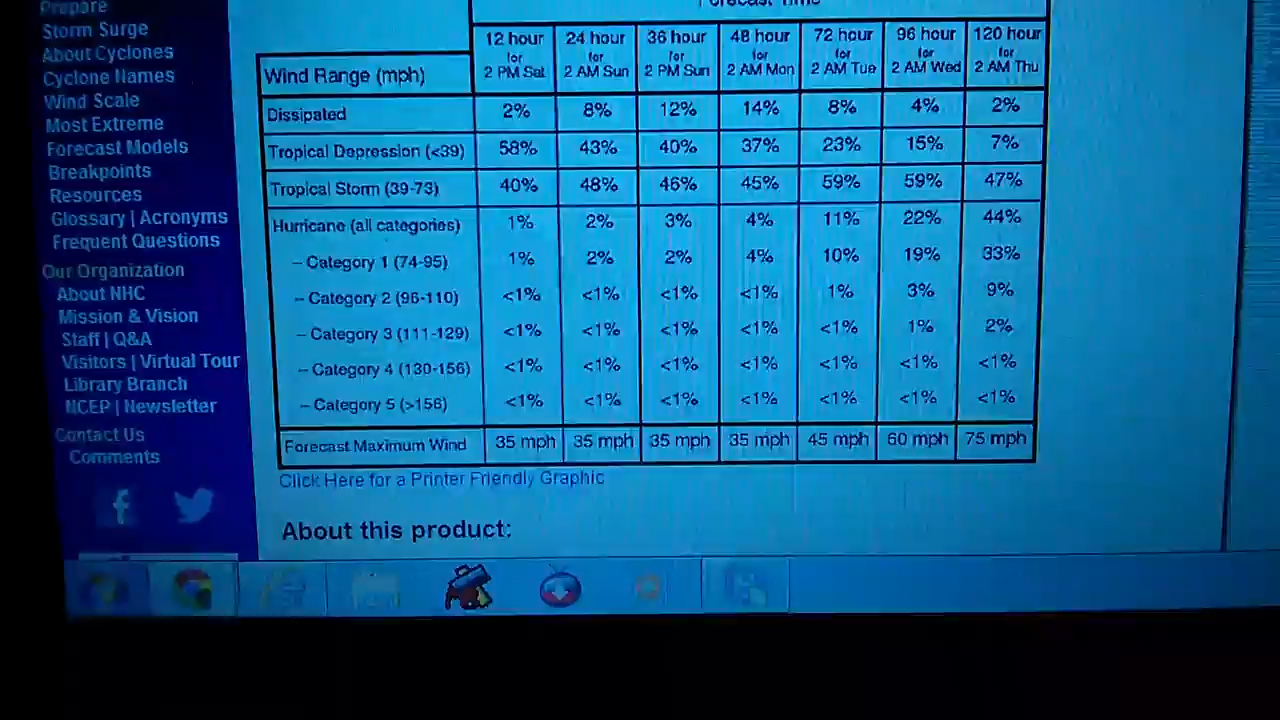 Prepare
Storm Surge
About Cyclones
Cyclone Names
Wind Scale
Most Extreme
Forecast Models
Breakpoints
Resources
Glossary | Acronyms
Frequent Questions
Our Organization
About NHC
Mission & Vision
Staff | Q&A
Visitors | Virtual Tour
Library Branch
NCEP | Newsletter
Contact Us
Comments
Forecast Time
Wind Range (mph) 12 hour for 2 PM Sat 24 hour for 2 AM Sun 36 hour for 2 PM Sun 48 hour for 2 AM Mon 72 hour for 2 AM Tue 96 hour for 2 AM Wed 120 hour for 2 AM Thu
Dissipated 2% 8% 12% 14% 8% 4% 2%
Tropical Depression (<39) 58% 43% 40% 37% 23% 15% 7%
Tropical Storm (39-73) 40% 48% 46% 45% 59% 59% 47%
Hurricane (all categories) 1% 2% 3% 4% 11% 22% 44%
– Category 1 (74-95) 1% 2% 2% 4% 10% 19% 33%
– Category 2 (96-110) <1% <1% <1% <1% 1% 3% 9%
– Category 3 (111-129) <1% <1% <1% <1% <1% 1% 2%
– Category 4 (130-156) <1% <1% <1% <1% <1% <1% <1%
– Category 5 (>156) <1% <1% <1% <1% <1% <1% <1%
Forecast Maximum Wind 35 mph 35 mph 35 mph 35 mph 45 mph 60 mph 75 mph
Click Here for a Printer Friendly Graphic
About this product: